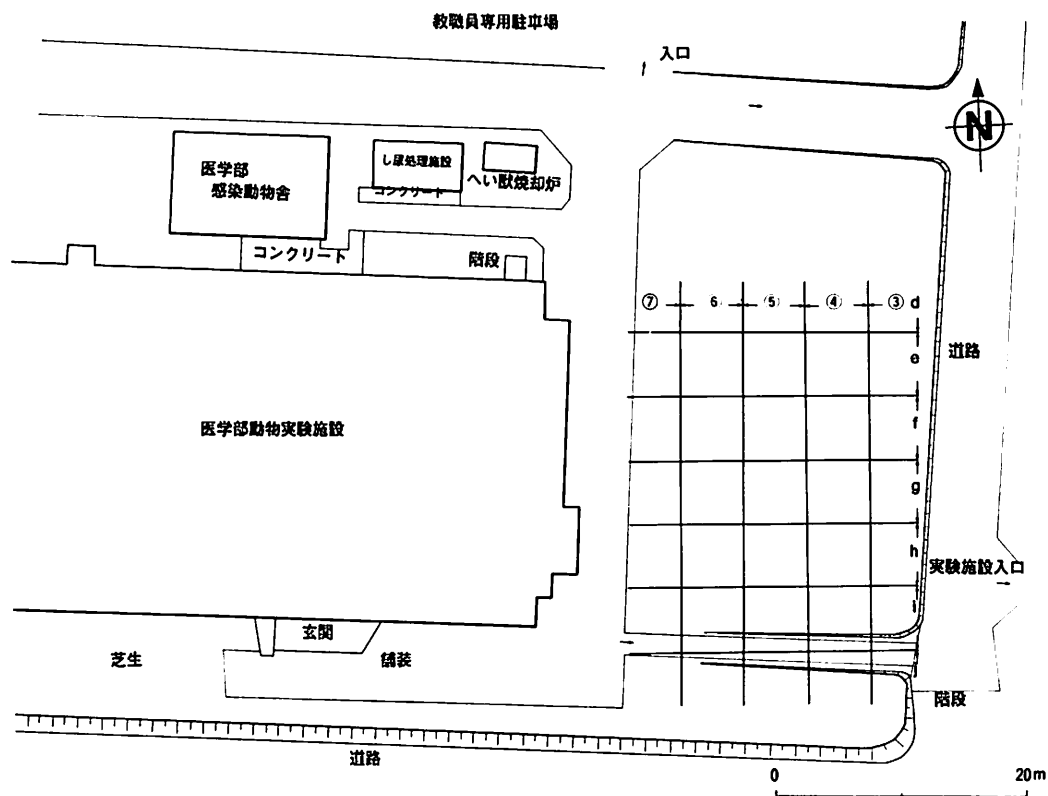 教職員専用駐車場
入口
N
医学部
感染動物舎
し尿処理施設
コンクリート
へい獣焼却炉
コンクリート
階段
⑦ 6 ⑤ ④ ③ d
道路
e
医学部動物実験施設
f
g
h
実験施設入口
i
玄関
芝生
舗装
階段
道路
0 20m